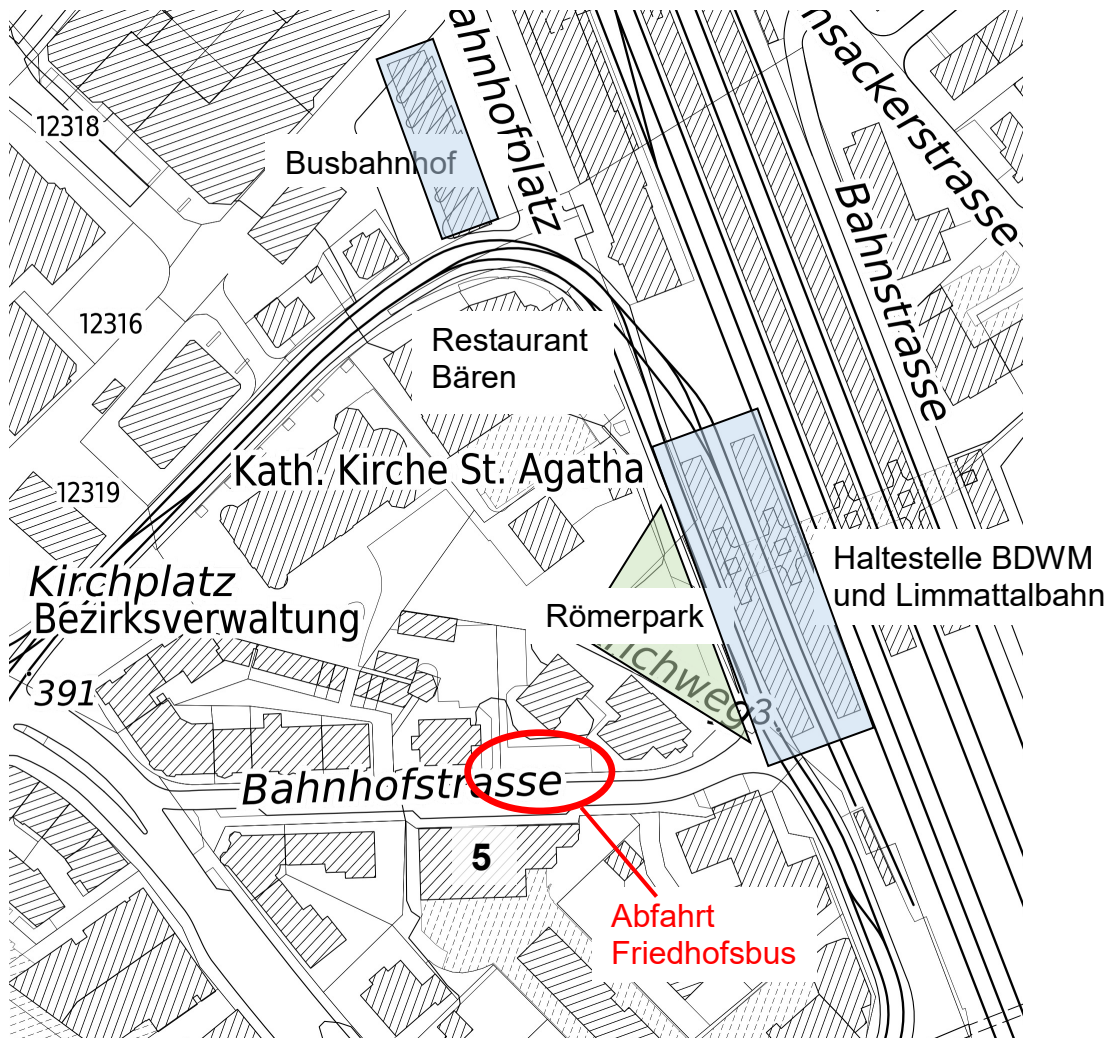 ahnhofplatz
nsackerstrasse
12318
Busbahnhof
Bahnstrasse
12316
Restaurant
Bären
Kath. Kirche St. Agatha
12319
Haltestelle BDWM
und Limmattalbahn
Kirchplatz
Bezirksverwaltung
Römerpark
richweg
391
Bahnhofstrasse
5
Abfahrt
Friedhofsbus